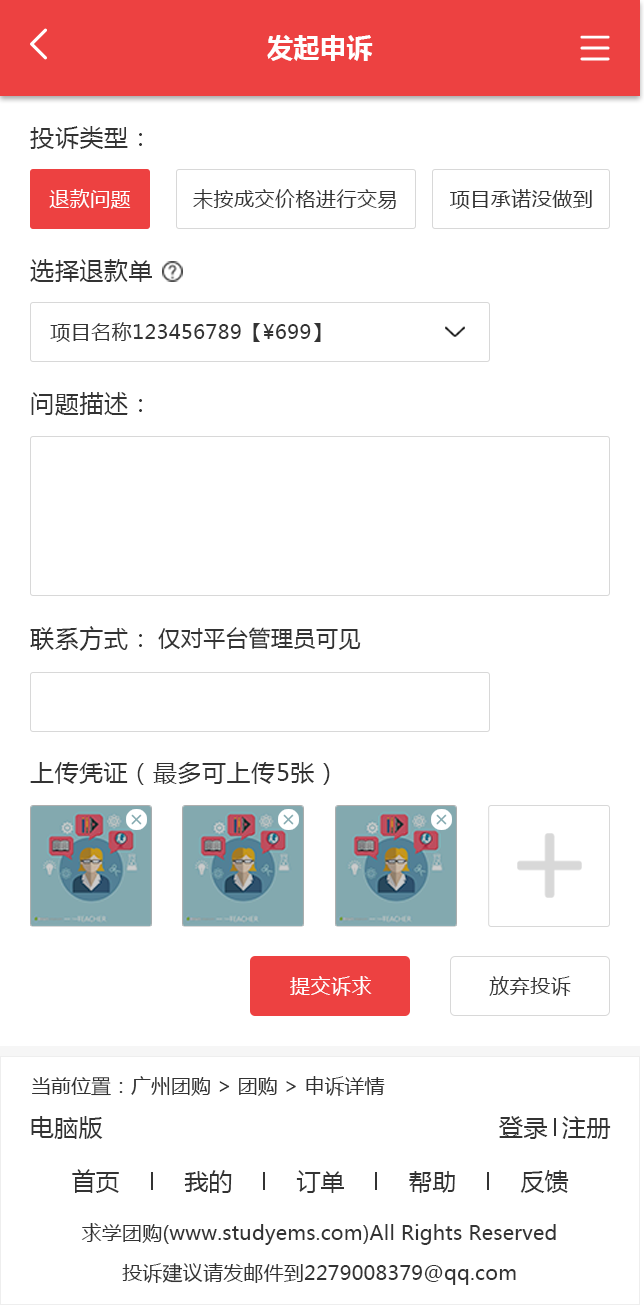 发起申诉
投诉类型：
退款问题 未按成交价格进行交易 项目承诺没做到
选择退款单 ?
项目名称123456789【¥699】
问题描述：
联系方式： 仅对平台管理员可见
上传凭证（最多可上传5张）
提交诉求 放弃投诉
当前位置：广州团购 > 团购 > 申诉详情
电脑版 登录|注册
首页 | 我的 | 订单 | 帮助 | 反馈
求学团购(www.studyems.com)All Rights Reserved
投诉建议请发邮件到2279008379@qq.com